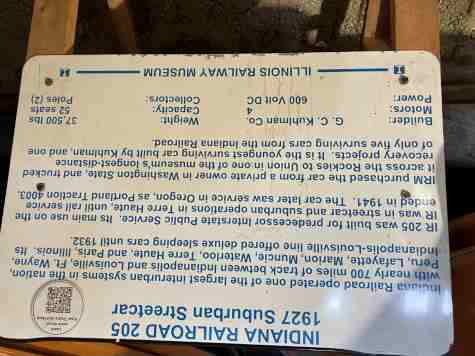 INDIANA RAILROAD 205
1927 Suburban Streetcar
Indiana Railroad operated one of the largest interurban systems in the nation,
with nearly 700 miles of track between Indianapolis and Louisville, Ft. Wayne,
Peru, Lafayette, Marion, Muncie, Waterloo, Terre Haute, and Paris, Illinois. Its
Indianapolis-Louisville line offered deluxe sleeping cars until 1932.
IR 205 was built for predecessor Interstate Public Service. Its main use on the
IR was in streetcar and suburban operations in Terre Haute, until rail service
ended in 1941. The car later saw service in Oregon, as Portland Traction 4003.
IRM purchased the car from a private owner in Washington State, and trucked
it across the Rockies to Union in one of the museum's longest-distance
recovery projects. It is the youngest surviving car built by Kuhlman, and one
of only five surviving cars from the Indiana Railroad.
Builder: G. C. Kuhlman Co. Weight: 37,500 lbs
Motors: 4 Capacity: 52 seats
Power: 600 volt DC Collectors: Poles (2)
ILLINOIS RAILWAY MUSEUM